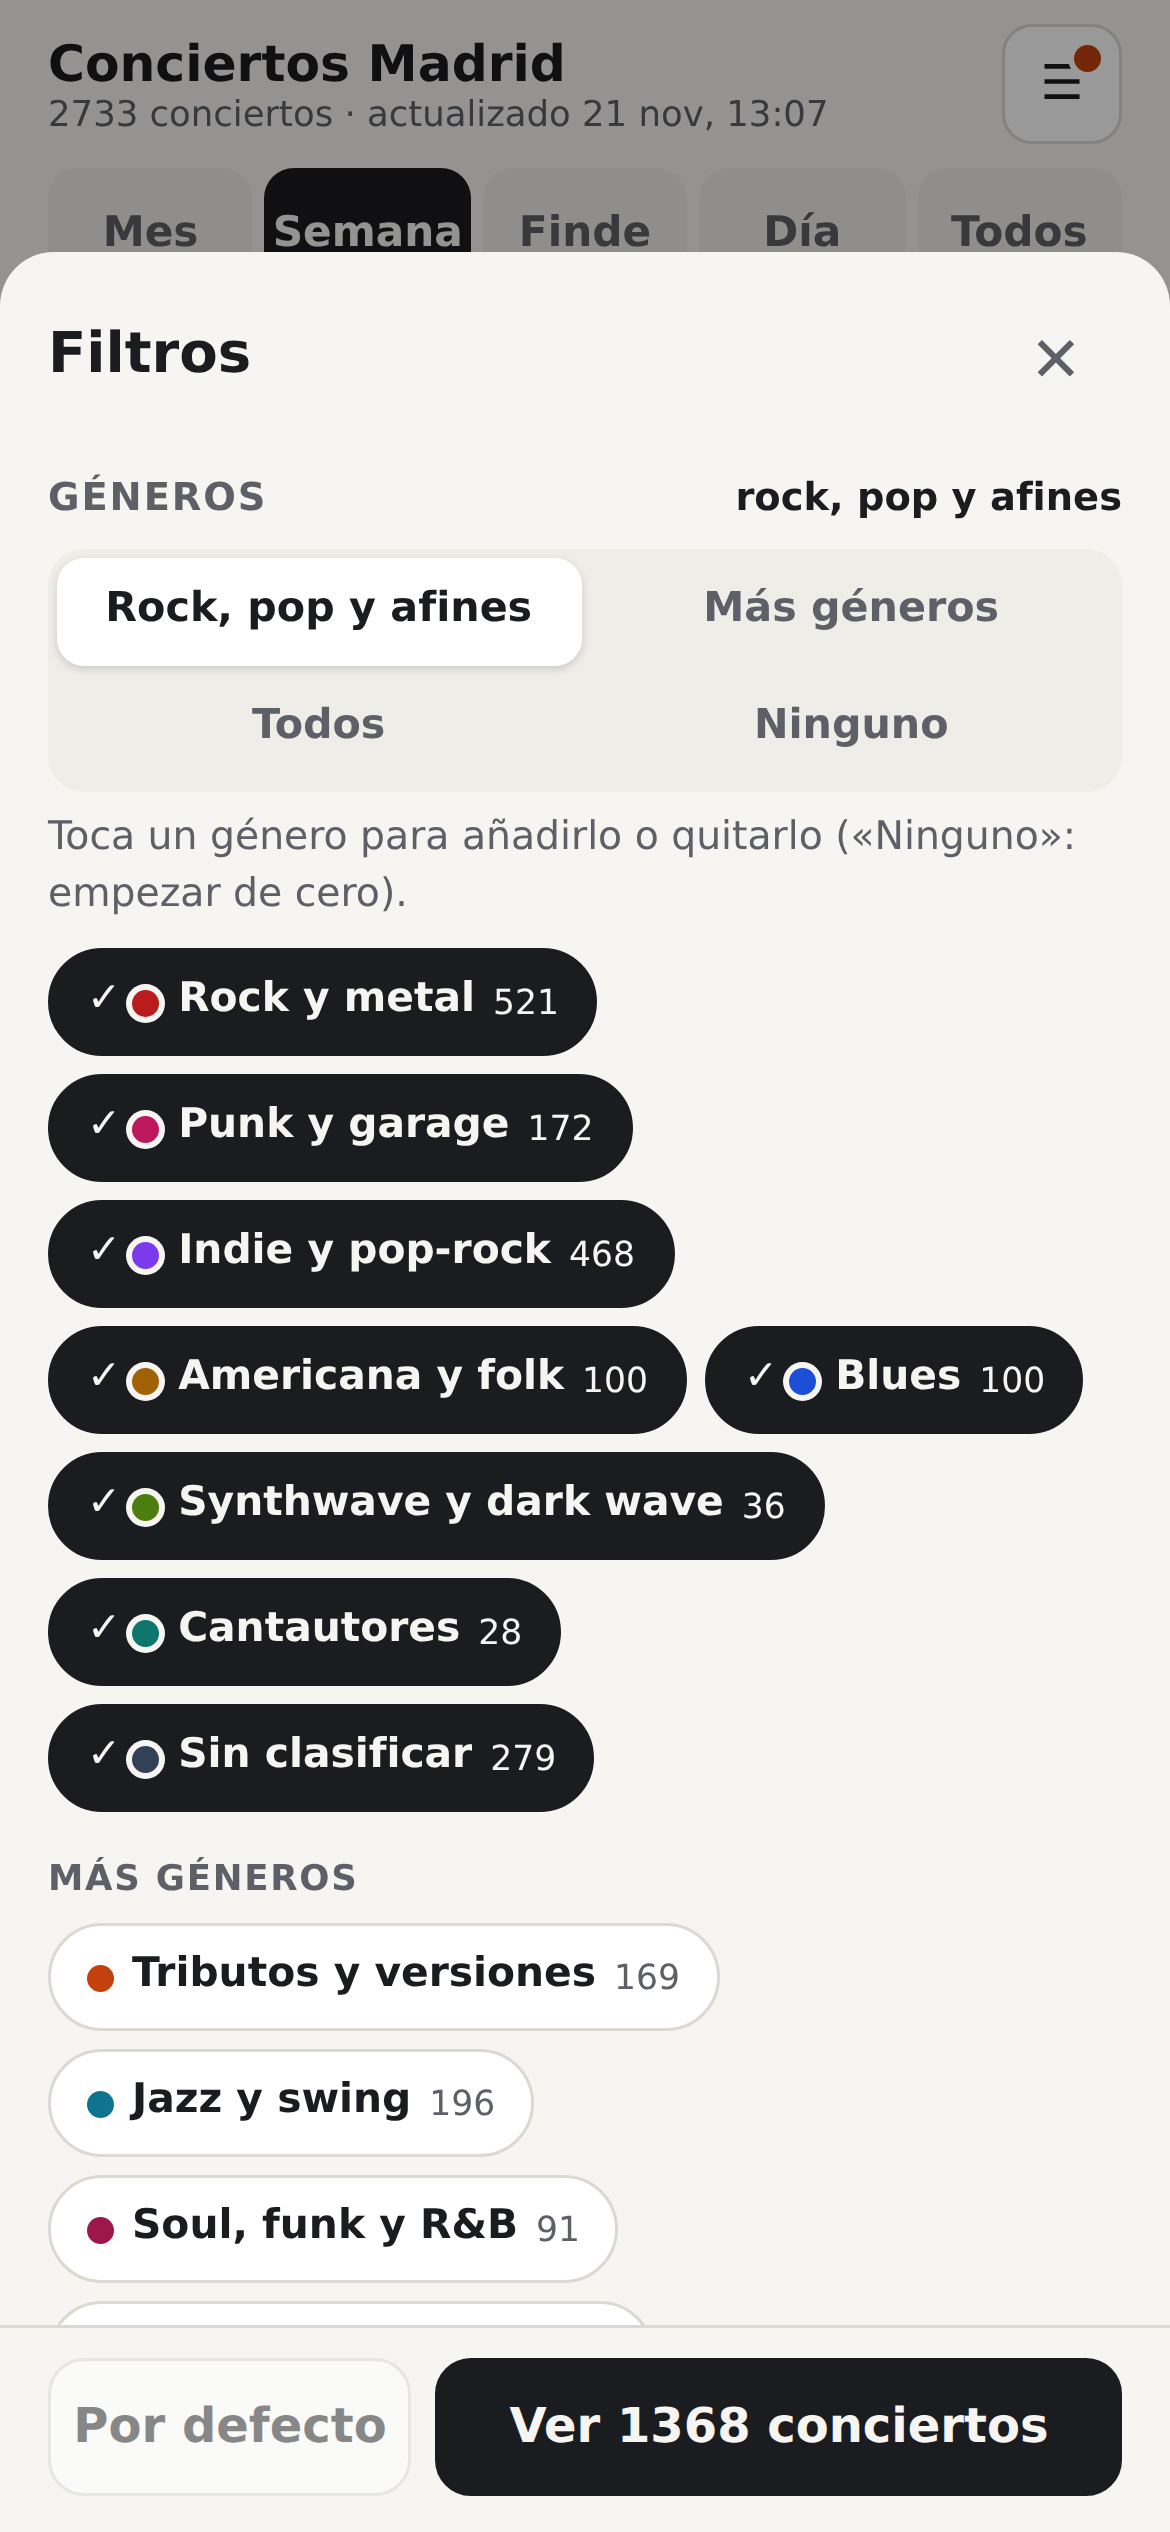 Conciertos Madrid
2733 conciertos · actualizado 21 nov, 13:07
Mes Semana Finde Día Todos
Filtros
GÉNEROS rock, pop y afines
Rock, pop y afines Más géneros
Todos Ninguno
Toca un género para añadirlo o quitarlo («Ninguno»:
empezar de cero).
✓ Rock y metal 521
✓ Punk y garage 172
✓ Indie y pop-rock 468
✓ Americana y folk 100 ✓ Blues 100
✓ Synthwave y dark wave 36
✓ Cantautores 28
✓ Sin clasificar 279
MÁS GÉNEROS
Tributos y versiones 169
Jazz y swing 196
Soul, funk y R&B 91
Por defecto Ver 1368 conciertos